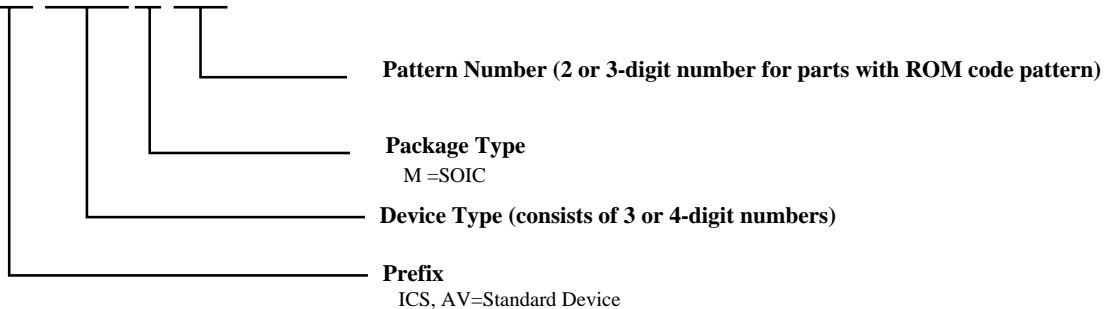 Pattern Number (2 or 3-digit number for parts with ROM code pattern)
Package Type
M =SOIC
Device Type (consists of 3 or 4-digit numbers)
Prefix
ICS, AV=Standard Device